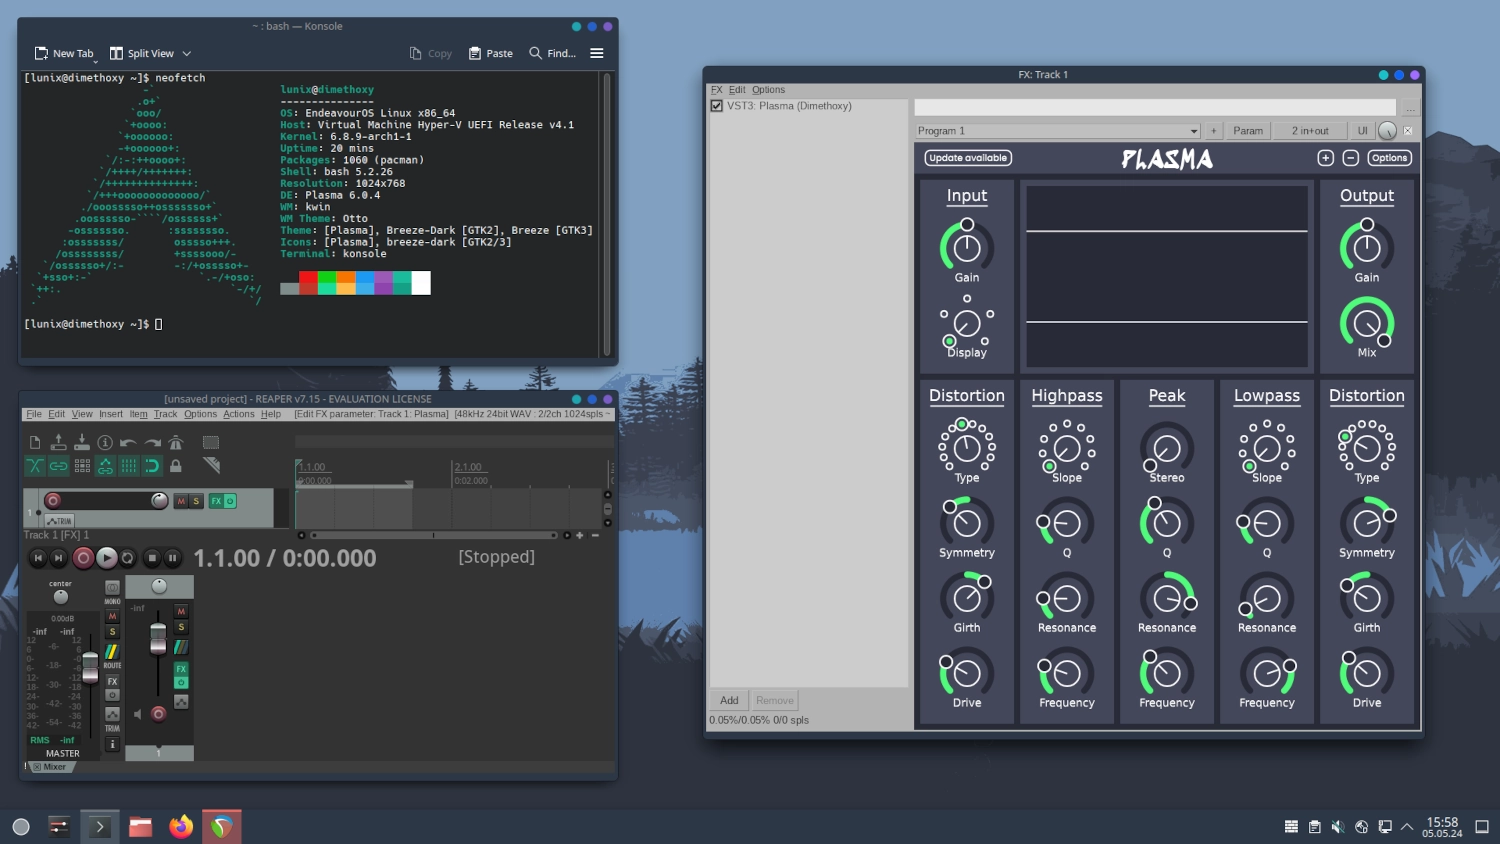 ~ : bash — Konsole
New Tab
Split View
Copy
Paste
Find...
[lunix@dimethoxy ~]$ neofetch
lunix@dimethoxy
---------------
OS: EndeavourOS Linux x86_64
Host: Virtual Machine Hyper-V UEFI Release v4.1
Kernel: 6.8.9-arch1-1
Uptime: 20 mins
Packages: 1060 (pacman)
Shell: bash 5.2.26
Resolution: 1024x768
DE: Plasma 6.0.4
WM: kwin
WM Theme: Otto
Theme: [Plasma], Breeze-Dark [GTK2], Breeze [GTK3]
Icons: [Plasma], breeze-dark [GTK2/3]
Terminal: konsole
[lunix@dimethoxy ~]$
[unsaved project] - REAPER v7.15 - EVALUATION LICENSE
File Edit View Insert Item Track Options Actions Help [Edit FX parameter: Track 1: Plasma] [48kHz 24bit WAV : 2/2ch 1024spls ~
1.1.00
0:00.000
2.1.00
0:02.000
M S FX
1
TRIM
Track 1 [FX] 1
1.1.00 / 0:00.000
[Stopped]
center
0.00dB
-inf -inf
MONO
M
S
ROUTE
FX
TRIM
RMS -inf
MASTER
-inf
M
S
FX
1
Mixer
FX: Track 1
FX Edit Options
VST3: Plasma (Dimethoxy)
Add
Remove
0.05%/0.05% 0/0 spls
Program 1
+
Param
2 in+out
UI
Update available
PLASMA
+
−
Options
Input
Gain
Display
Output
Gain
Mix
Distortion
Type
Symmetry
Girth
Drive
Highpass
Slope
Q
Resonance
Frequency
Peak
Stereo
Q
Resonance
Frequency
Lowpass
Slope
Q
Resonance
Frequency
Distortion
Type
Symmetry
Girth
Drive
15:58
05.05.24